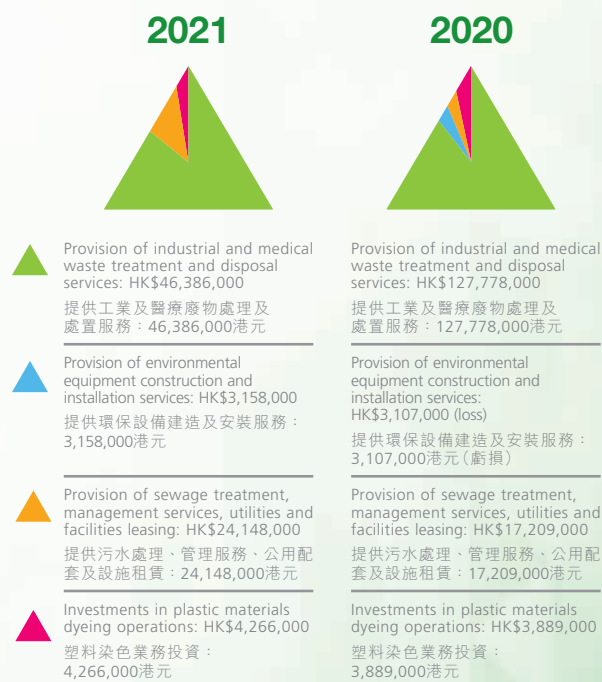 2021
2020
Provision of industrial and medical
waste treatment and disposal
services: HK$46,386,000
提供工業及醫療廢物處理及
處置服務：46,386,000港元
Provision of industrial and medical
waste treatment and disposal
services: HK$127,778,000
提供工業及醫療廢物處理及
處置服務：127,778,000港元
Provision of environmental
equipment construction and
installation services: HK$3,158,000
提供環保設備建造及安裝服務：
3,158,000港元
Provision of environmental
equipment construction and
installation services:
HK$3,107,000 (loss)
提供環保設備建造及安裝服務：
3,107,000港元（虧損）
Provision of sewage treatment,
management services, utilities and
facilities leasing: HK$24,148,000
提供污水處理、管理服務、公用配
套及設施租賃：24,148,000港元
Provision of sewage treatment,
management services, utilities and
facilities leasing: HK$17,209,000
提供污水處理、管理服務、公用配
套及設施租賃：17,209,000港元
Investments in plastic materials
dyeing operations: HK$4,266,000
塑料染色業務投資：
4,266,000港元
Investments in plastic materials
dyeing operations: HK$3,889,000
塑料染色業務投資：
3,889,000港元